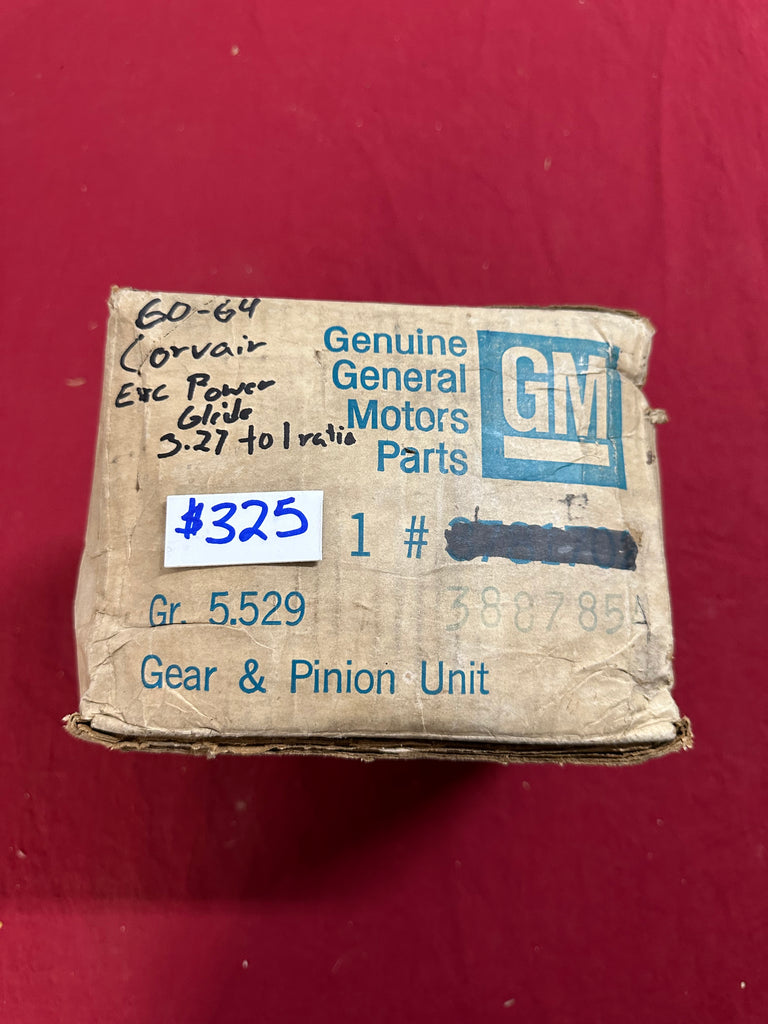 60-64
Corvair
Exc Power
Glide
3.27 to 1 ratio
Genuine
General
Motors
Parts
GM
$325
1 #
Gr. 5.529
388785
Gear & Pinion Unit